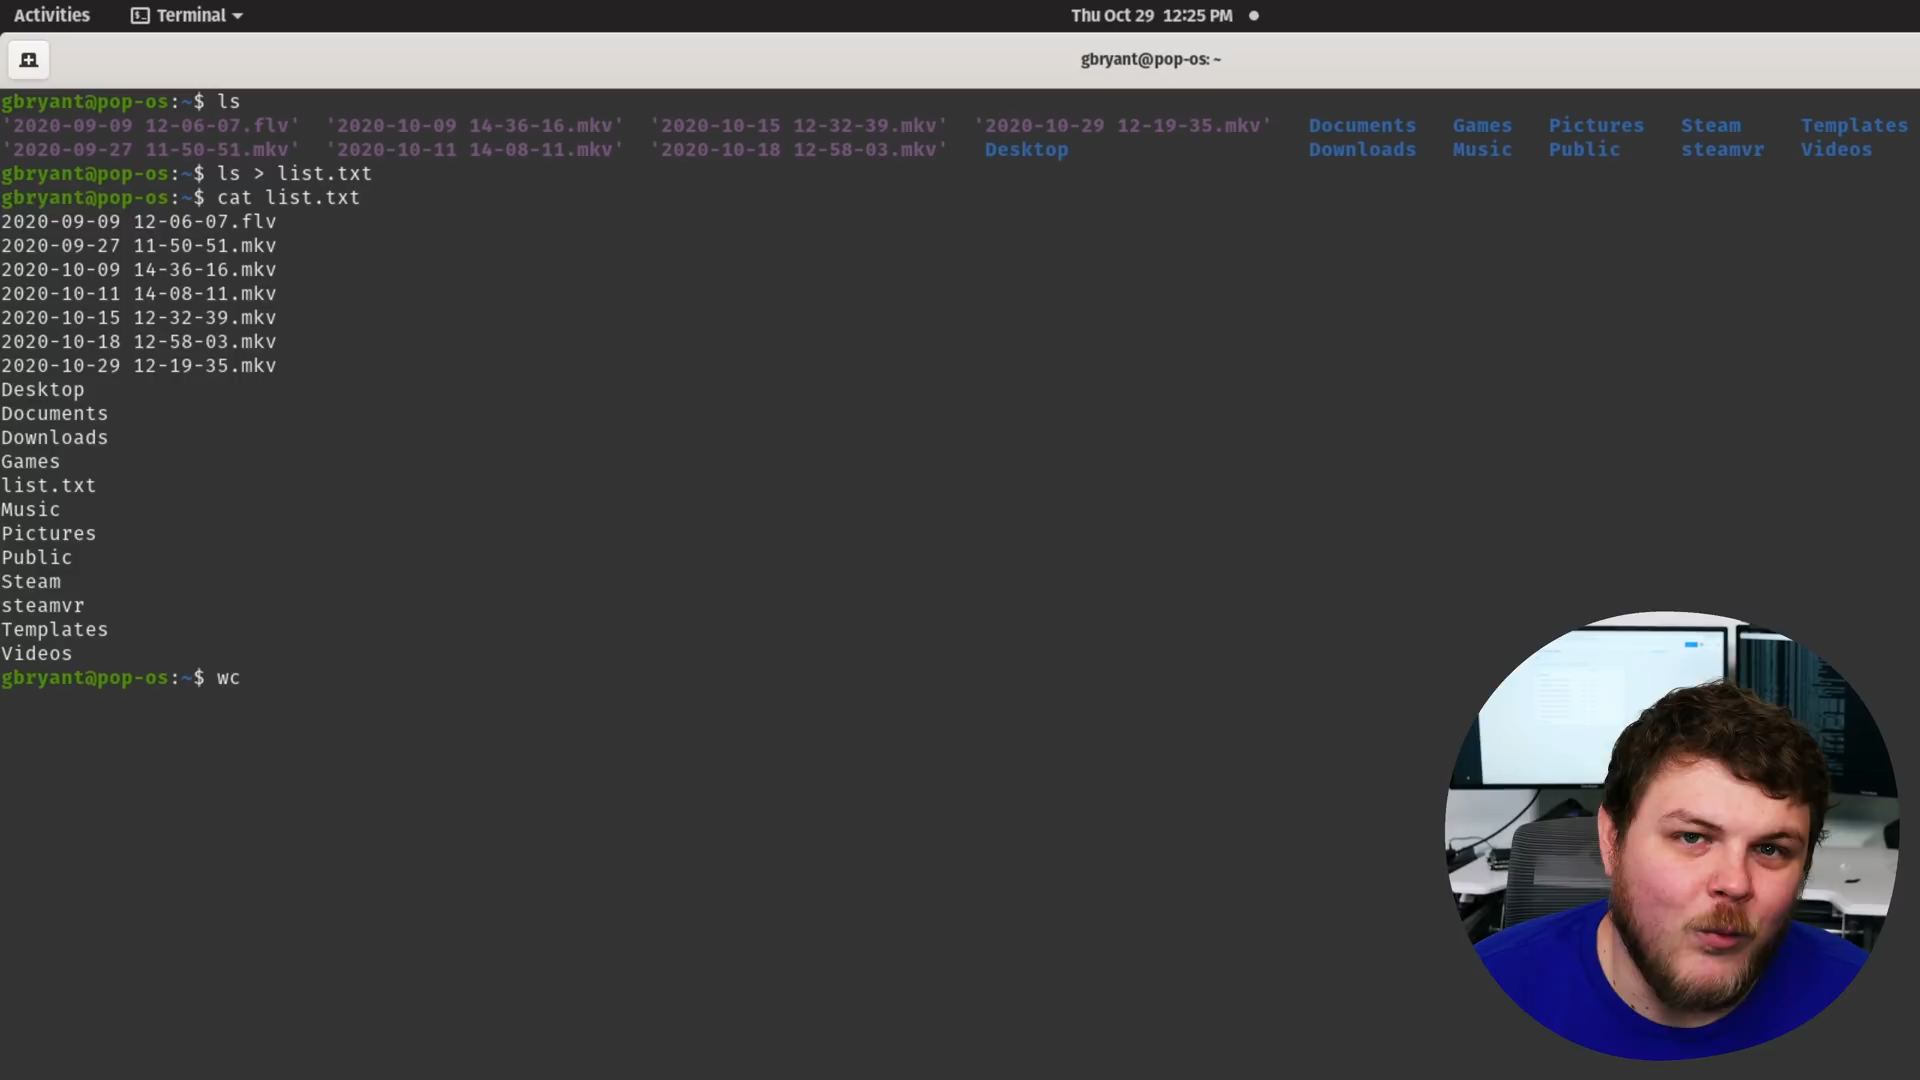 Activities Terminal Thu Oct 29 12:25 PM
gbryant@pop-os: ~
gbryant@pop-os:~$ ls
'2020-09-09 12-06-07.flv' '2020-10-09 14-36-16.mkv' '2020-10-15 12-32-39.mkv' '2020-10-29 12-19-35.mkv' Documents Games Pictures Steam Templates
'2020-09-27 11-50-51.mkv' '2020-10-11 14-08-11.mkv' '2020-10-18 12-58-03.mkv' Desktop Downloads Music Public steamvr Videos
gbryant@pop-os:~$ ls > list.txt
gbryant@pop-os:~$ cat list.txt
2020-09-09 12-06-07.flv
2020-09-27 11-50-51.mkv
2020-10-09 14-36-16.mkv
2020-10-11 14-08-11.mkv
2020-10-15 12-32-39.mkv
2020-10-18 12-58-03.mkv
2020-10-29 12-19-35.mkv
Desktop
Documents
Downloads
Games
list.txt
Music
Pictures
Public
Steam
steamvr
Templates
Videos
gbryant@pop-os:~$ wc